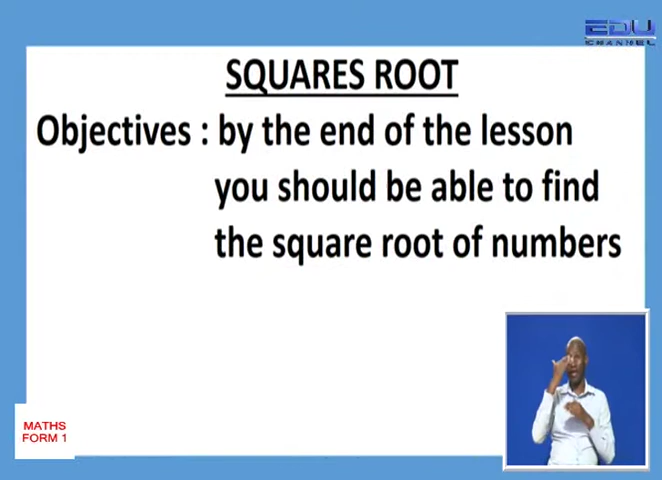 EDU
CHANNEL
SQUARES ROOT
Objectives : by the end of the lesson
you should be able to find
the square root of numbers
MATHS
FORM 1